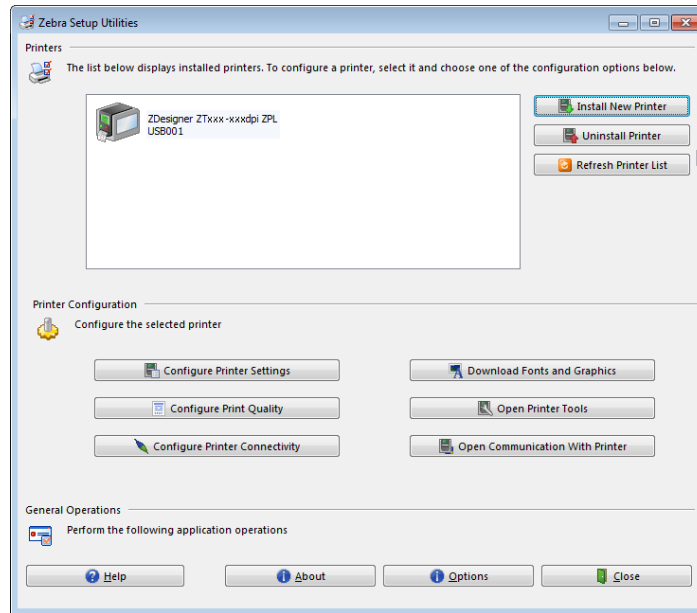 Zebra Setup Utilities
Printers
The list below displays installed printers. To configure a printer, select it and choose one of the configuration options below.
ZDesigner ZTxxx-xxxdpi ZPL
USB001
Install New Printer
Uninstall Printer
Refresh Printer List
Printer Configuration
Configure the selected printer
Configure Printer Settings
Download Fonts and Graphics
Configure Print Quality
Open Printer Tools
Configure Printer Connectivity
Open Communication With Printer
General Operations
Perform the following application operations
Help
About
Options
Close